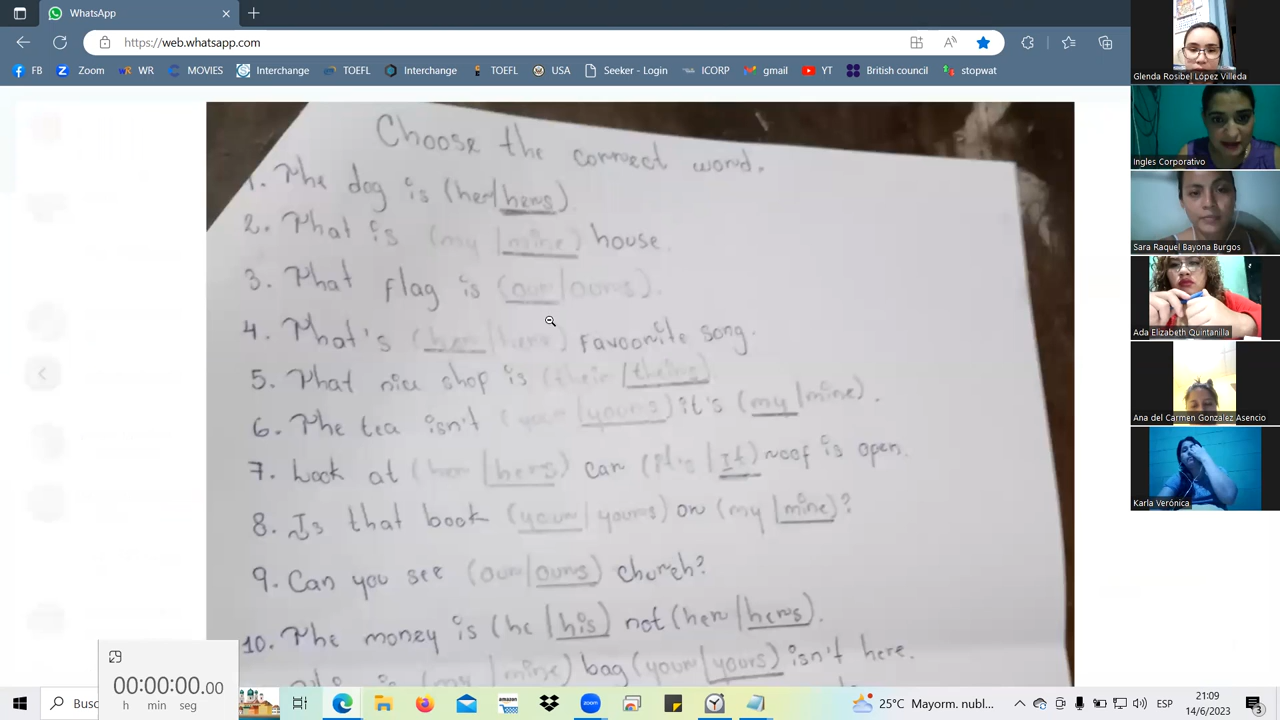 WhatsApp
https://web.whatsapp.com
FB Zoom WR MOVIES Interchange TOEFL Interchange TOEFL USA Seeker - Login ICORP gmail YT British council stopwat
Choose the correct word.
1. The dog is (her/hers)
2. That is (my/mine) house.
3. That flag is (our/ours).
4. That's (her/hers) Favoorite song.
5. That nice shop is (their/theirs)
6. The tea isn't (your/yours) it's (my/mine).
7. Look at (her/hers) car (it's/It) roof is open.
8. Is that book (your/yours) or (my/mine)?
9. Can you see (our/ours) church?
10. The money is (he/his) not (her/hers).
(my/mine) bag (your/yours) isn't here.
Glenda Rosibel López Villeda
Ingles Corporativo
Sara Raquel Bayona Burgos
Ada Elizabeth Quintanilla
Ana del Carmen González Asencio
Karla Verónica
00:00:00.00
h min seg
Busc
25°C Mayorm. nubl...
ESP
21:09
14/6/2023
3